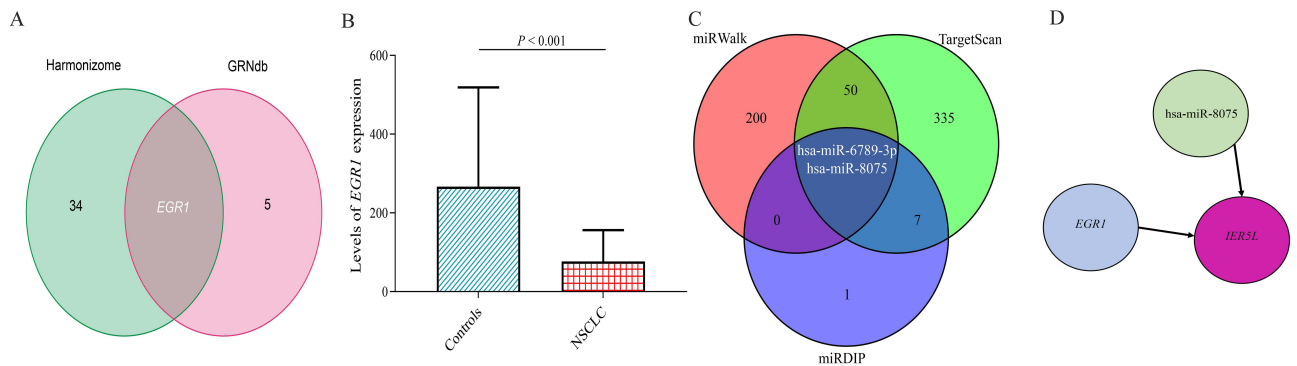 A
Harmonizome
GRNdb
34
EGR1
5
B
P < 0.001
Levels of EGR1 expression
600
400
200
0
Controls
NSCLC
C
miRWalk
TargetScan
50
200
335
hsa-miR-6789-3p
hsa-miR-8075
0
7
1
miRDIP
D
hsa-miR-8075
EGR1
IER5L